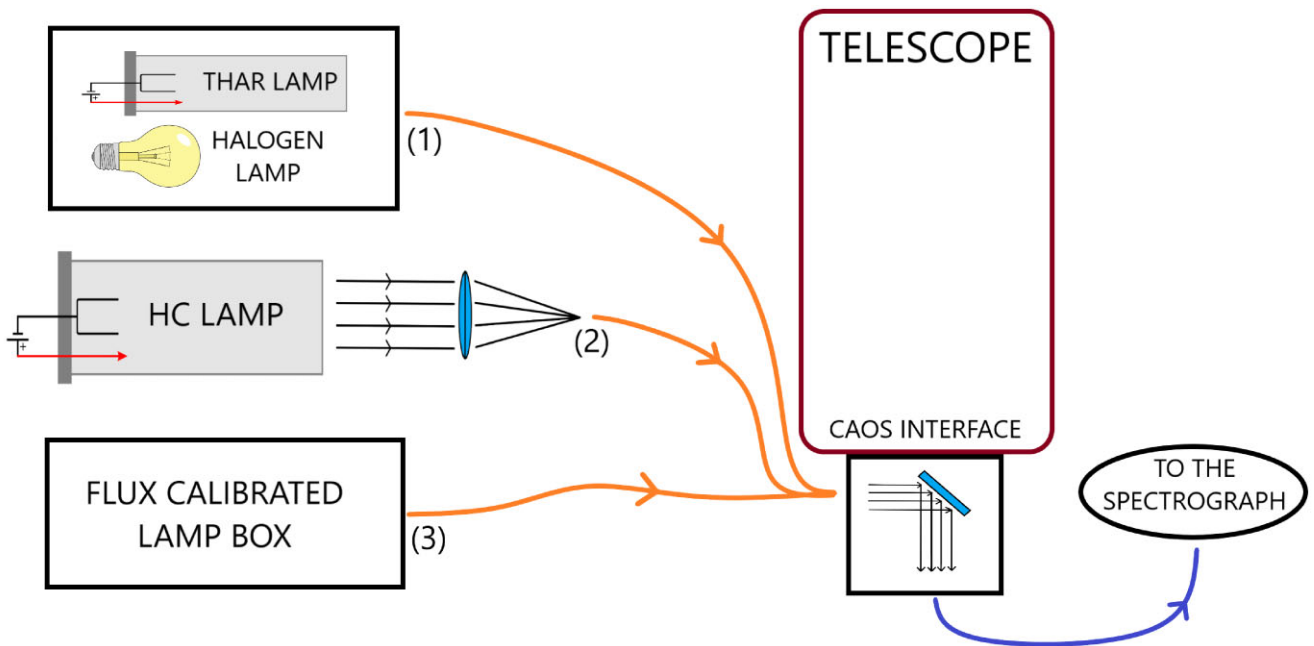 THAR LAMP
HALOGEN
LAMP
(1)
TELESCOPE
HC LAMP
(2)
CAOS INTERFACE
FLUX CALIBRATED
LAMP BOX
(3)
TO THE
SPECTROGRAPH